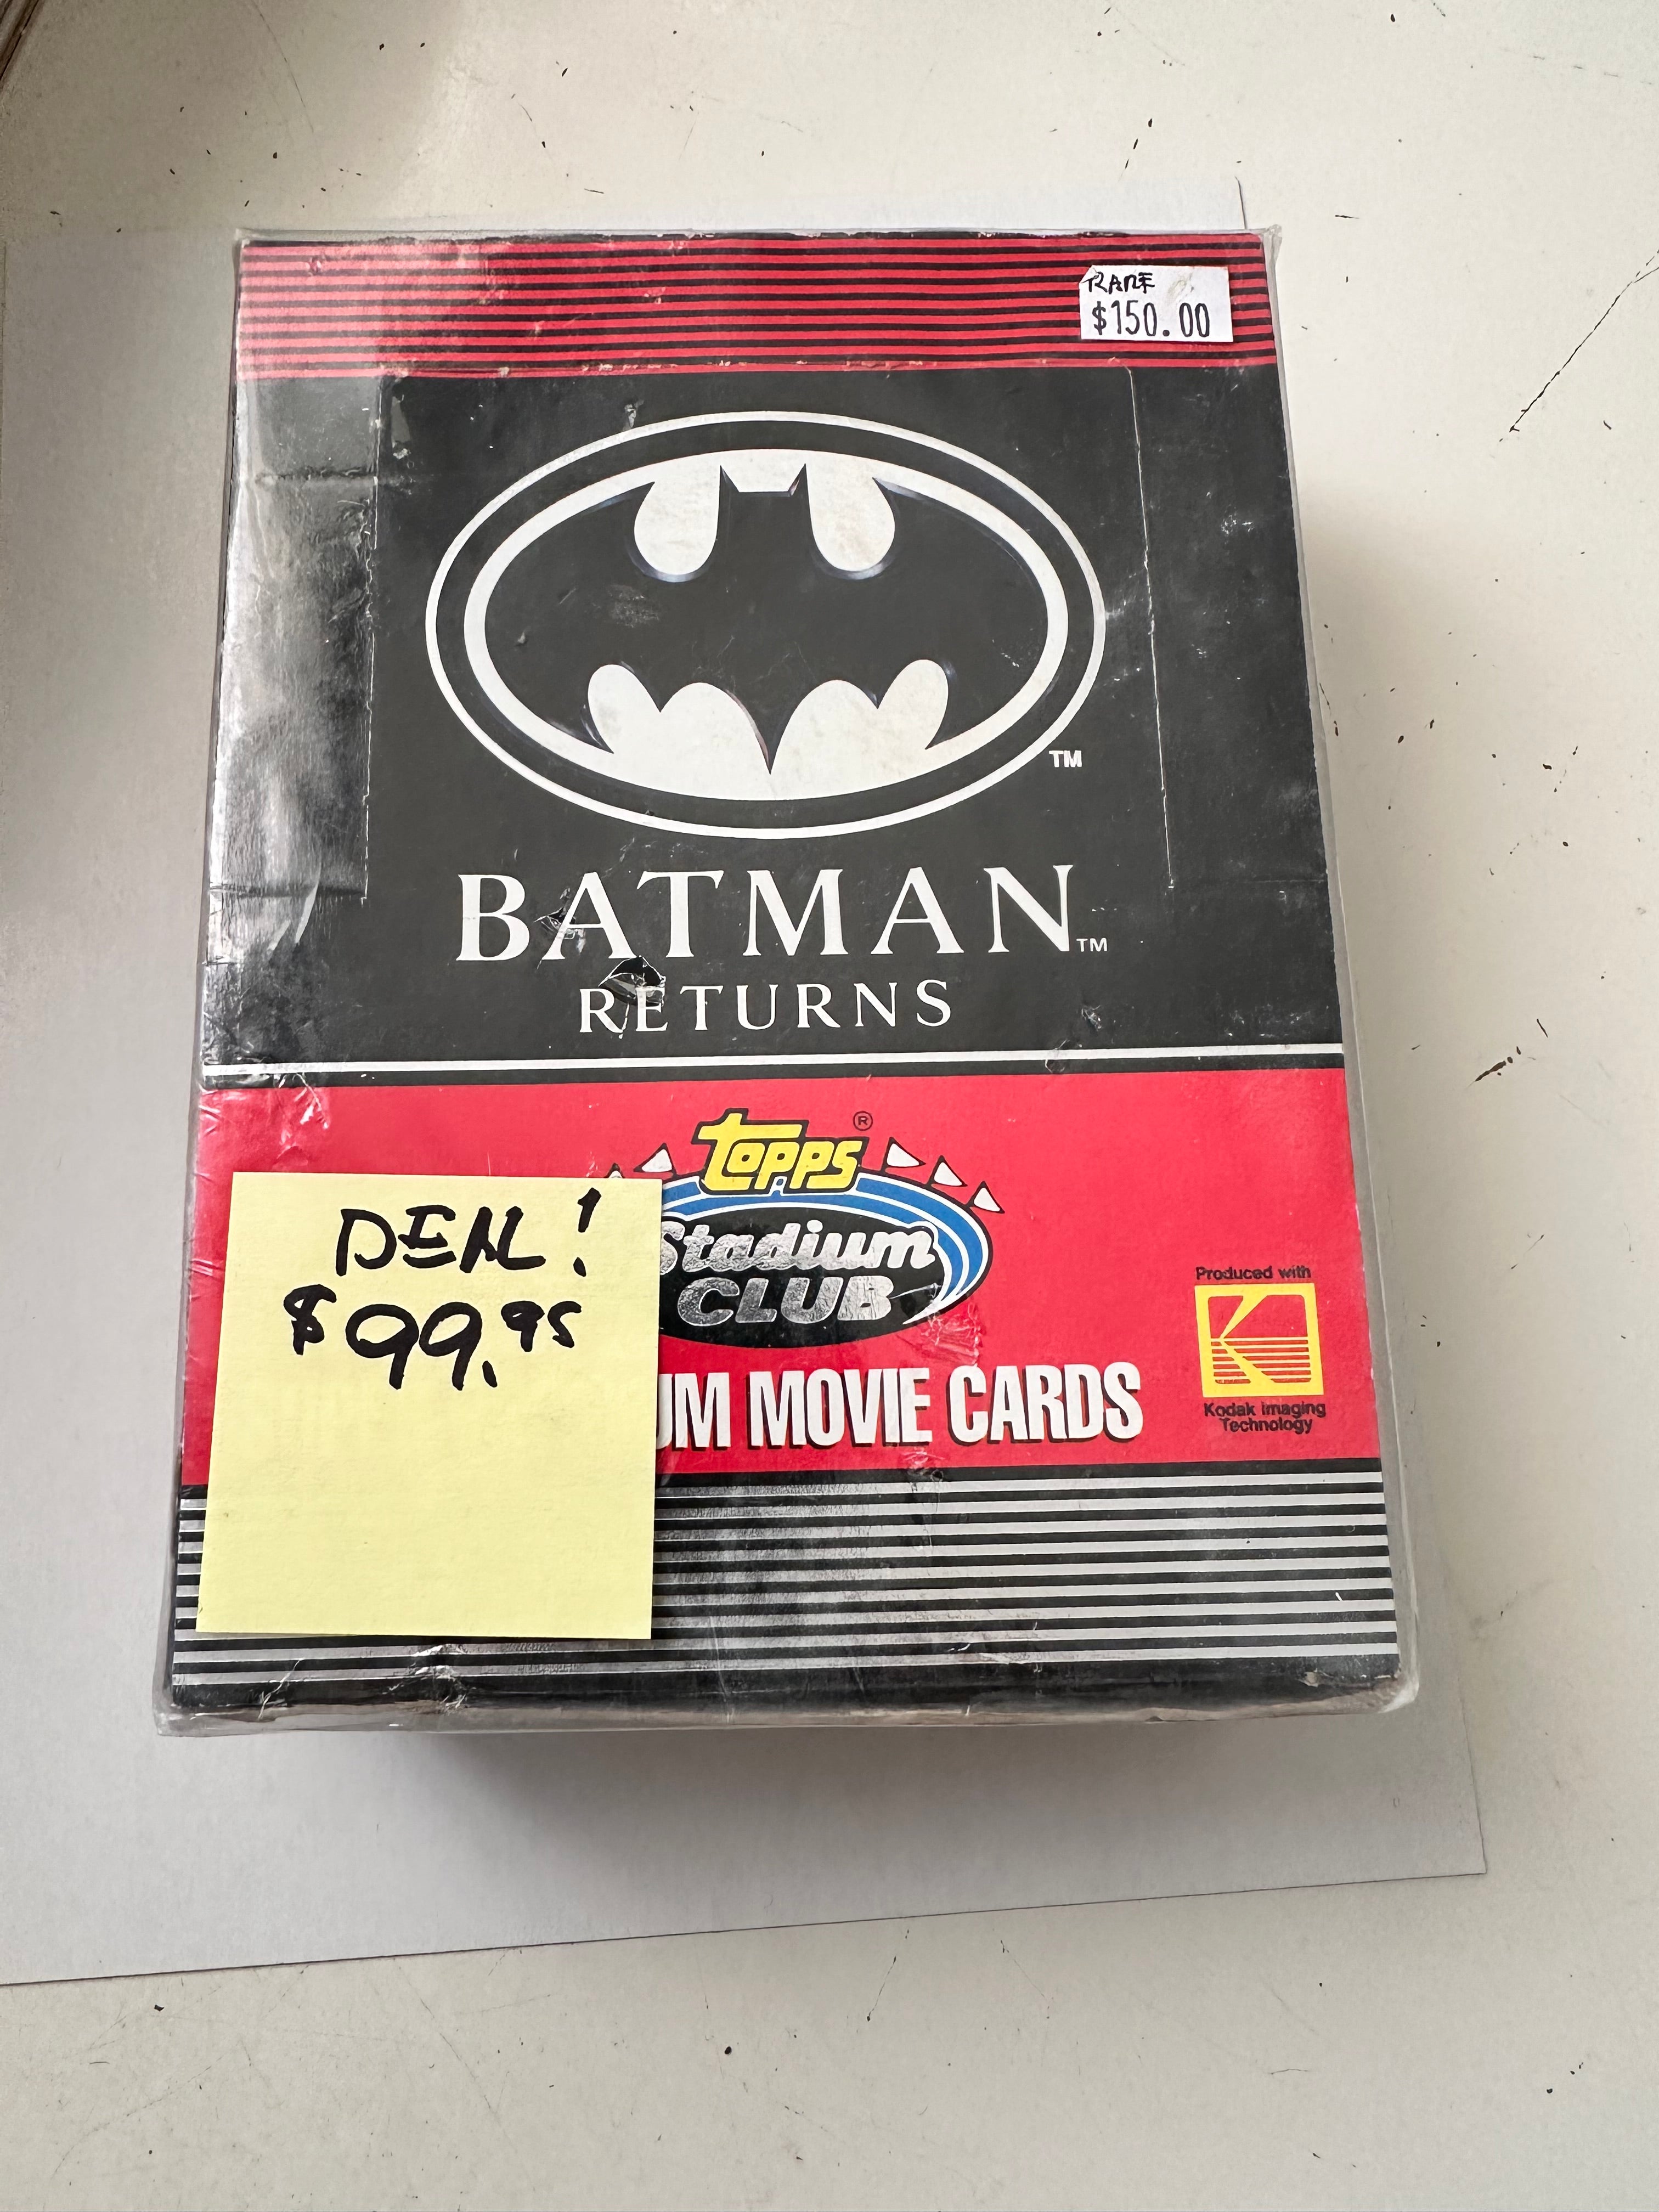 RARE
$150.00
TM
BATMAN TM
RETURNS
topps ®
Stadium
CLUB
DEAL!
$99.95
UM MOVIE CARDS
Produced with
K
Kodak Imaging
Technology